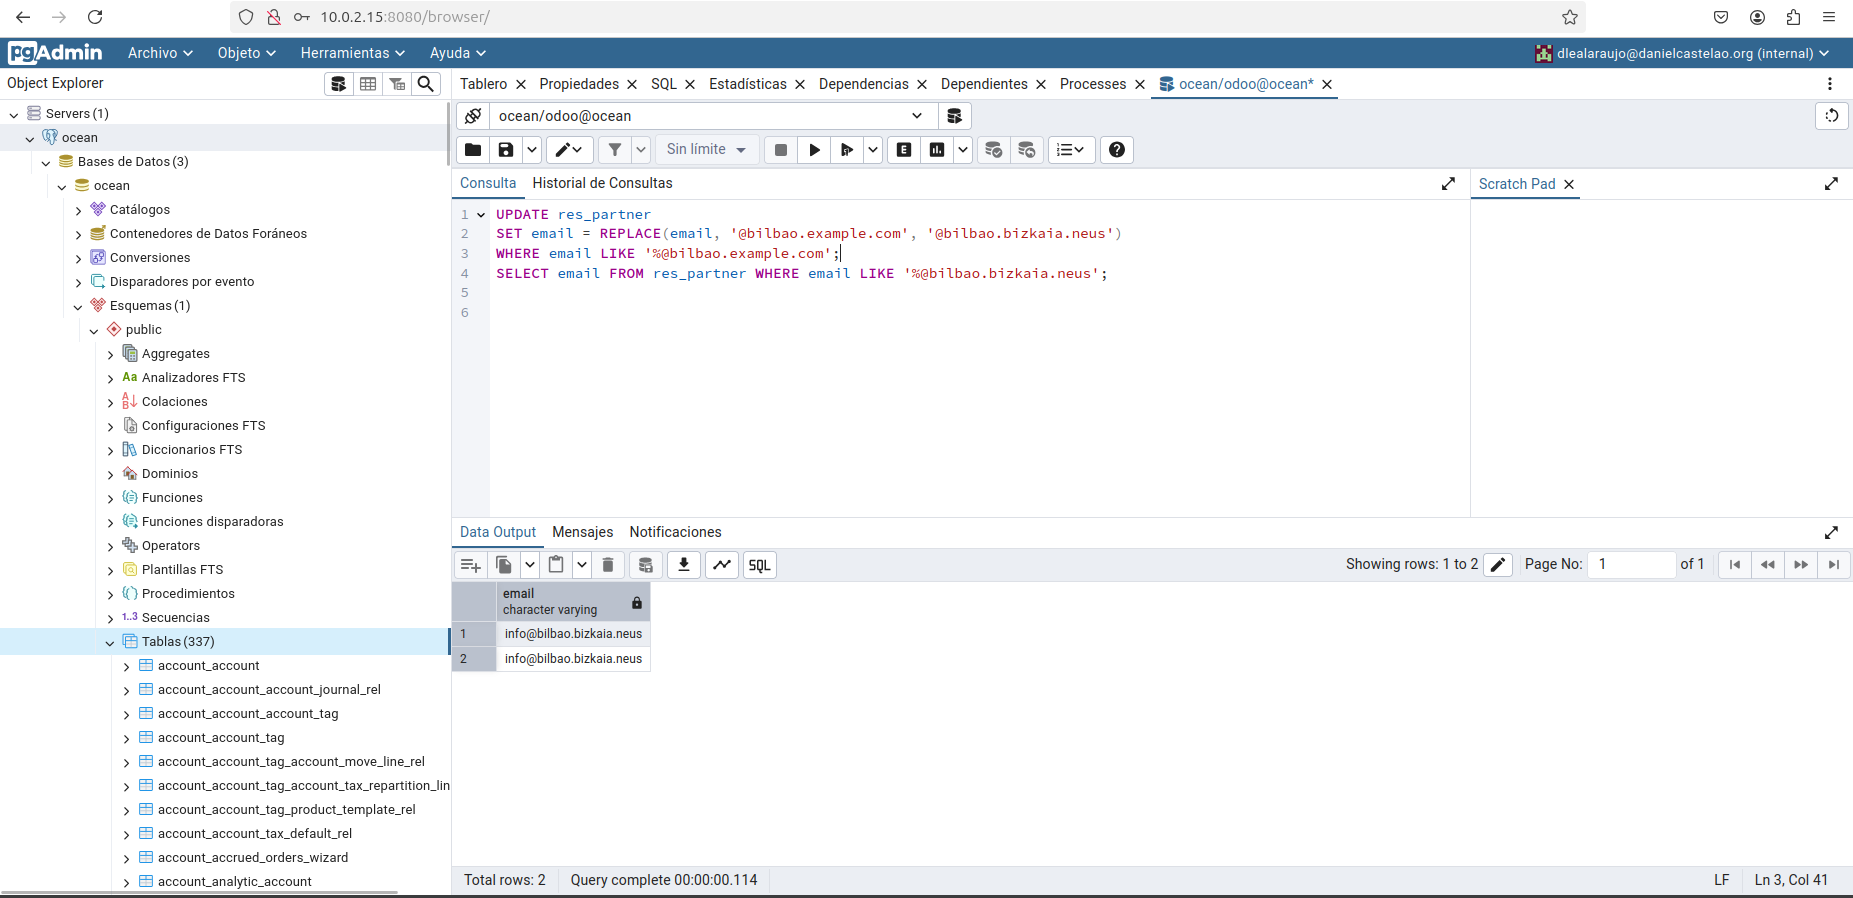 10.0.2.15:8080/browser/
pgAdmin Archivo Objeto Herramientas Ayuda dlealaraujo@danielcastelao.org (internal)
Object Explorer
Tablero Propiedades SQL Estadísticas Dependencias Dependientes Processes ocean/odoo@ocean*
Servers (1)
ocean
Bases de Datos (3)
ocean
Catálogos
Contenedores de Datos Foráneos
Conversiones
Disparadores por evento
Esquemas (1)
public
Aggregates
Aa Analizadores FTS
Colaciones
Configuraciones FTS
Diccionarios FTS
Dominios
Funciones
Funciones disparadoras
Operators
Plantillas FTS
Procedimientos
1..3 Secuencias
Tablas (337)
account_account
account_account_account_journal_rel
account_account_account_tag
account_account_tag
account_account_tag_account_move_line_rel
account_account_tag_account_tax_repartition_lin
account_account_tag_product_template_rel
account_account_tax_default_rel
account_accrued_orders_wizard
account_analytic_account
ocean/odoo@ocean
Sin límite
E
Consulta Historial de Consultas
Scratch Pad
1 UPDATE res_partner
2 SET email = REPLACE(email, '@bilbao.example.com', '@bilbao.bizkaia.neus')
3 WHERE email LIKE '%@bilbao.example.com';
4 SELECT email FROM res_partner WHERE email LIKE '%@bilbao.bizkaia.neus';
5
6
Data Output Mensajes Notificaciones
SQL
Showing rows: 1 to 2 Page No: 1 of 1
email
character varying
1 info@bilbao.bizkaia.neus
2 info@bilbao.bizkaia.neus
Total rows: 2 Query complete 00:00:00.114 LF Ln 3, Col 41